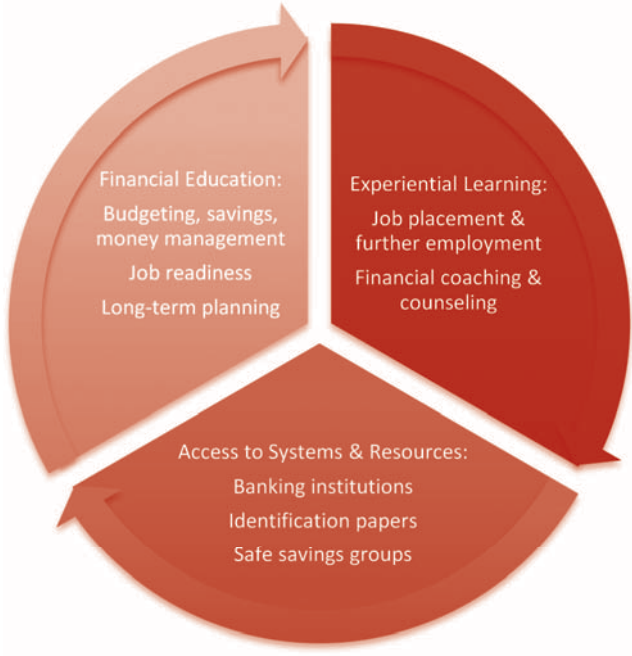 Financial Education:
Budgeting, savings,
money management
Job readiness
Long-term planning
Experiential Learning:
Job placement &
further employment
Financial coaching &
counseling
Access to Systems & Resources:
Banking institutions
Identification papers
Safe savings groups